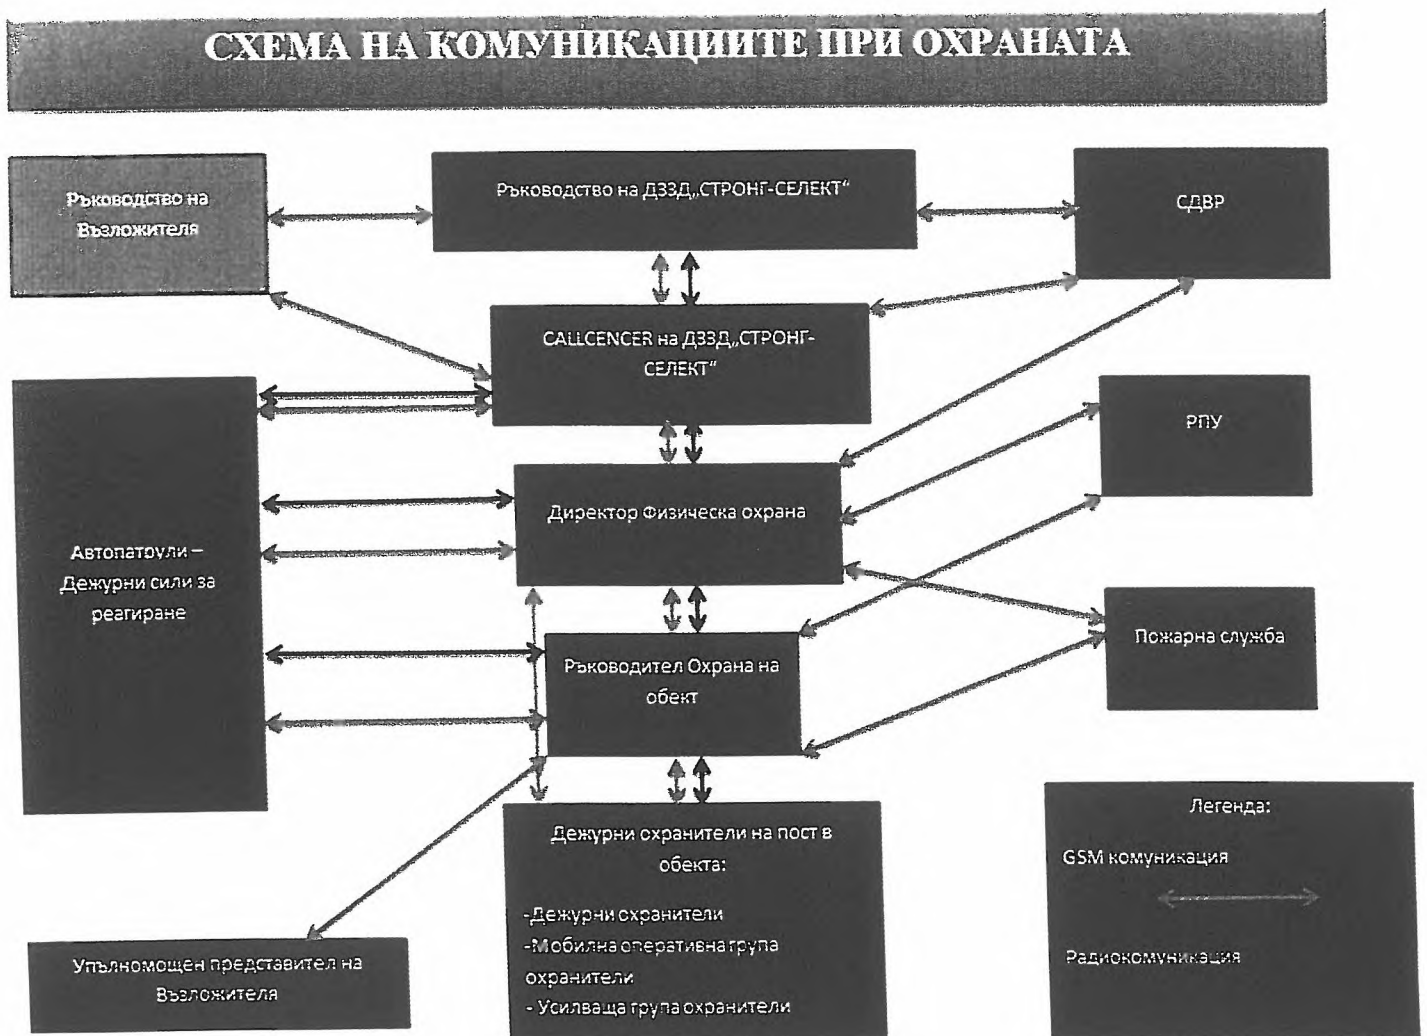 СХЕМА НА КОМУНИКАЦИИТЕ ПРИ ОХРАНАТА
Ръководство на
Възложителя
Ръководство на ДЗЗД„СТРОНГ-СЕЛЕКТ“
СДВР
CALLCENCER на ДЗЗД„СТРОНГ-
СЕЛЕКТ“
РПУ
Директор Физическа охрана
Автопатрули –
Дежурни сили за
реагиране
Пожарна служба
Ръководител Охрана на
обект
Дежурни охранители на пост в
обекта:
-Дежурни охранители
-Мобилна оперативна група
охранители
- Усилваща група охранители
Упълномощен представител на
Възложителя
Легенда:
GSM комуникация
Радиокомуникация